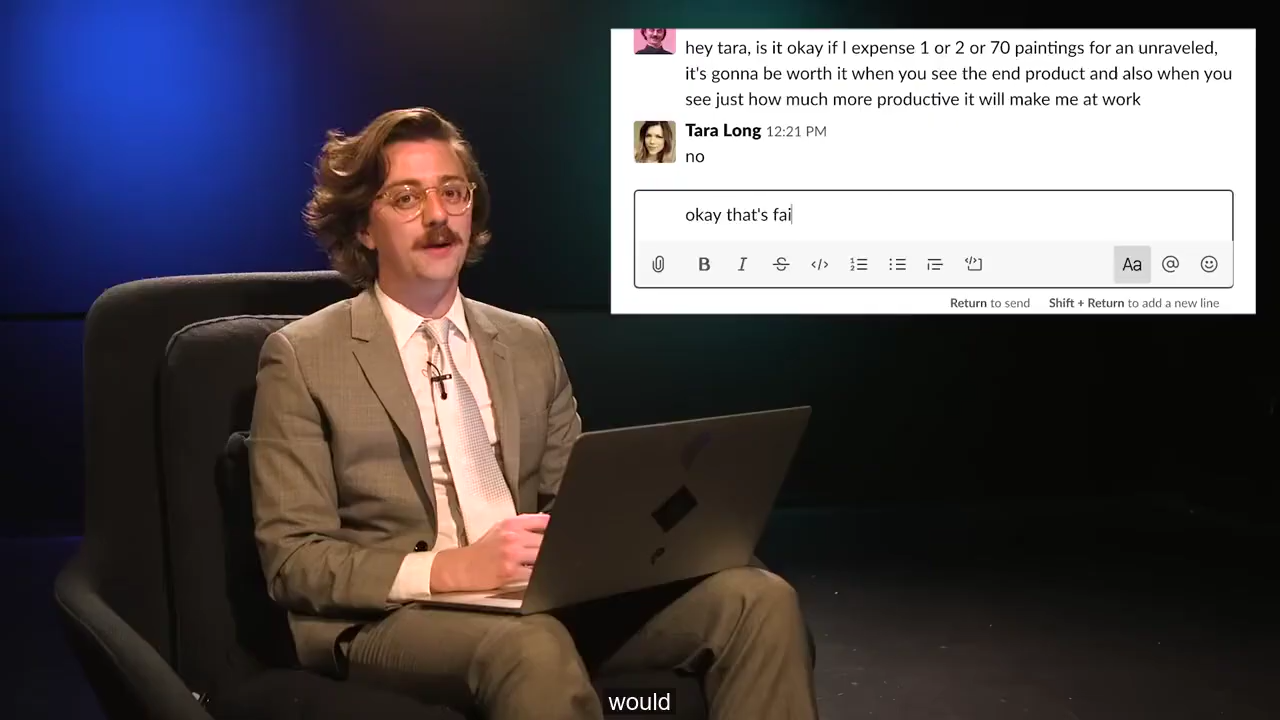 hey tara, is it okay if I expense 1 or 2 or 70 paintings for an unraveled,
it's gonna be worth it when you see the end product and also when you
see just how much more productive it will make me at work
Tara Long 12:21 PM
no
okay that's fai
B I S </> Aa @
Return to send Shift + Return to add a new line
would